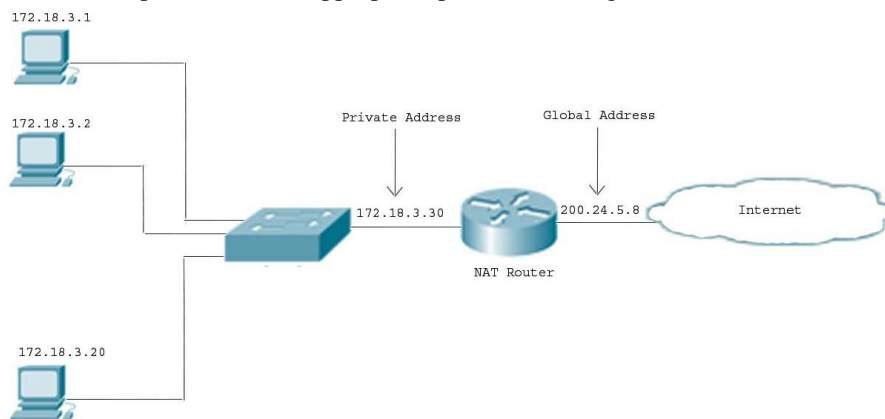 172.18.3.1
172.18.3.2
Private Address
Global Address
172.18.3.30
200.24.5.8
Internet
NAT Router
172.18.3.20